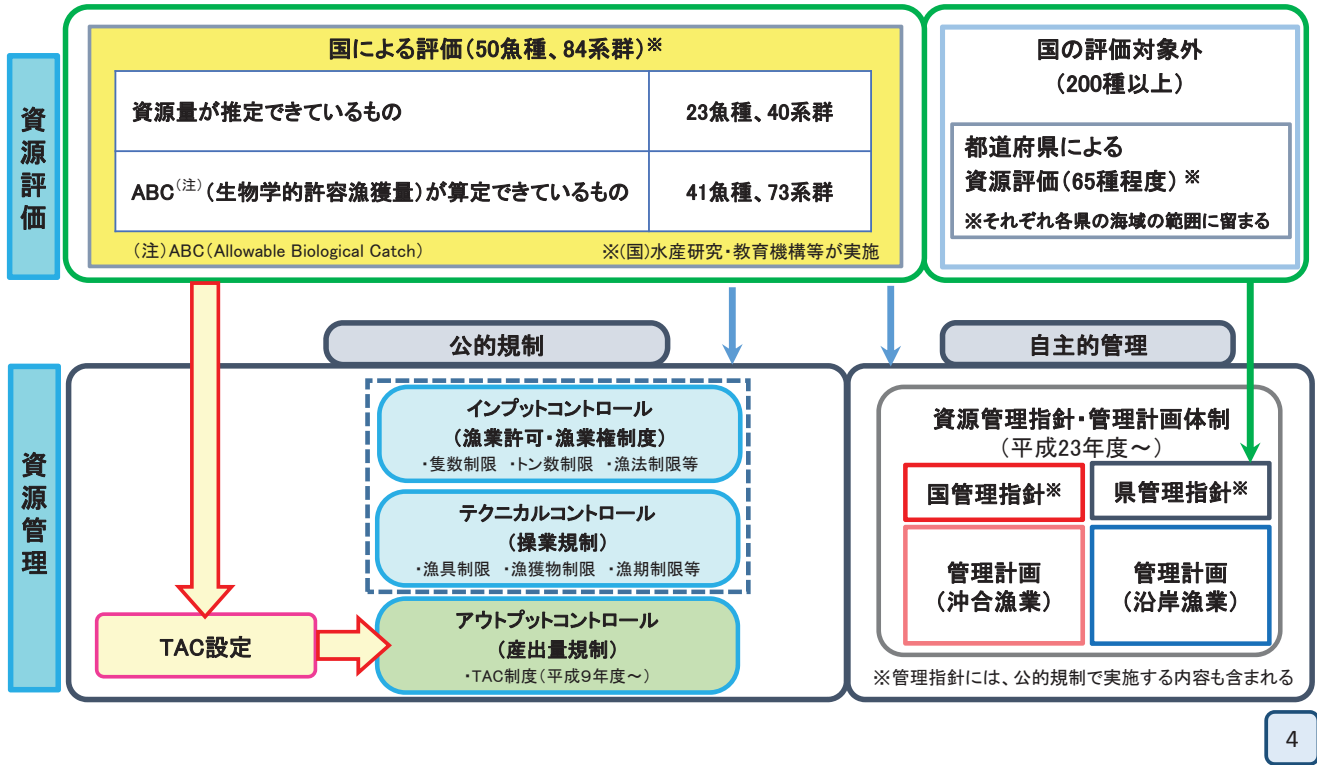 資源評価
国による評価(50魚種、84系群)※
資源量が推定できているもの 23魚種、40系群
ABC(注)(生物学的許容漁獲量)が算定できているもの 41魚種、73系群
(注)ABC(Allowable Biological Catch) ※(国)水産研究・教育機構等が実施
国の評価対象外
(200種以上)
都道府県による
資源評価(65種程度)※
※それぞれ各県の海域の範囲に留まる
資源管理
公的規制
インプットコントロール
(漁業許可・漁業権制度)
・隻数制限 ・トン数制限 ・漁法制限等
テクニカルコントロール
(操業規制)
・漁具制限 ・漁獲物制限 ・漁期制限等
TAC設定
アウトプットコントロール
(産出量規制)
・TAC制度(平成9年度～)
自主的管理
資源管理指針・管理計画体制
(平成23年度～)
国管理指針※
県管理指針※
管理計画
(沖合漁業)
管理計画
(沿岸漁業)
※管理指針には、公的規制で実施する内容も含まれる
4